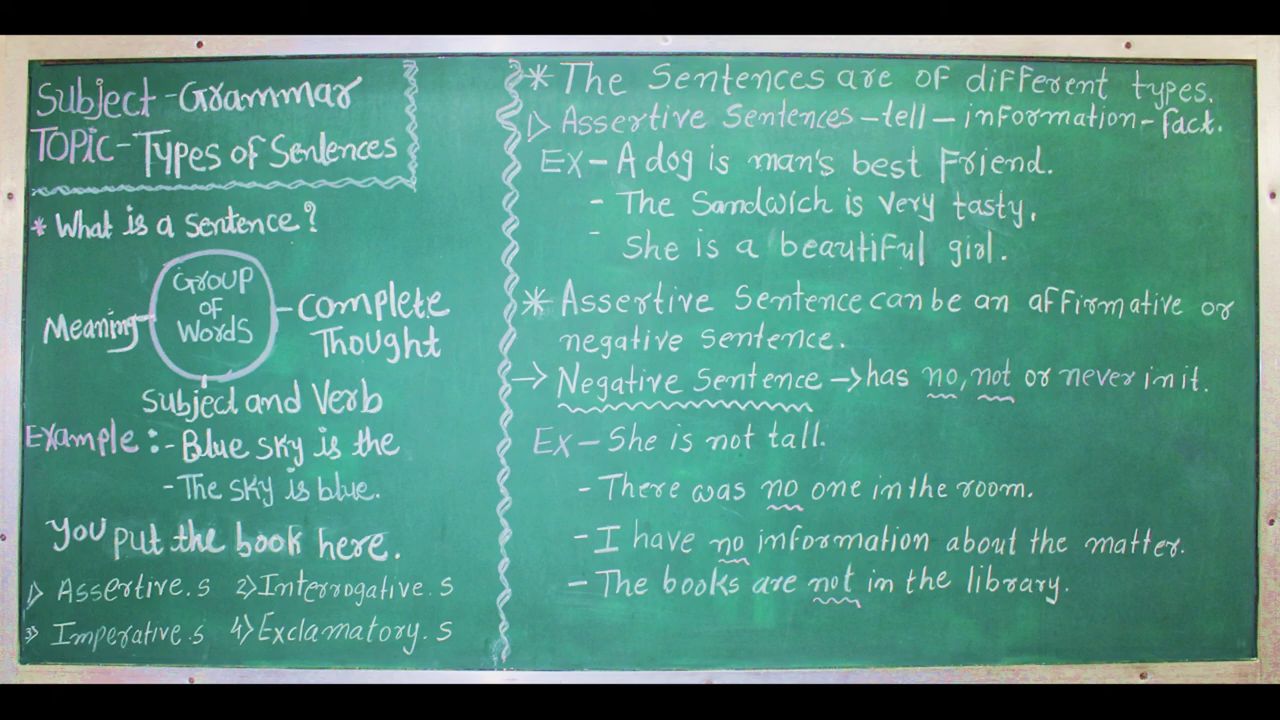 Subject - Grammar
TOPIC - Types of Sentences
* What is a sentence?
Group
of
Words
Meaning
Complete
Thought
Subject and Verb
Example :- Blue sky is the
- The sky is blue.
You put the book here.
1) Assertive.s 2) Interrogative.s
3) Imperative.s 4) Exclamatory.s
* The Sentences are of different types.
1) Assertive Sentences - tell - information - fact.
Ex - A dog is man's best Friend.
- The Sandwich is very tasty.
- She is a beautiful girl.
* Assertive Sentence can be an affirmative or
negative sentence.
→ Negative Sentence → has no, not or never in it.
Ex - She is not tall.
- There was no one in the room.
- I have no information about the matter.
- The books are not in the library.